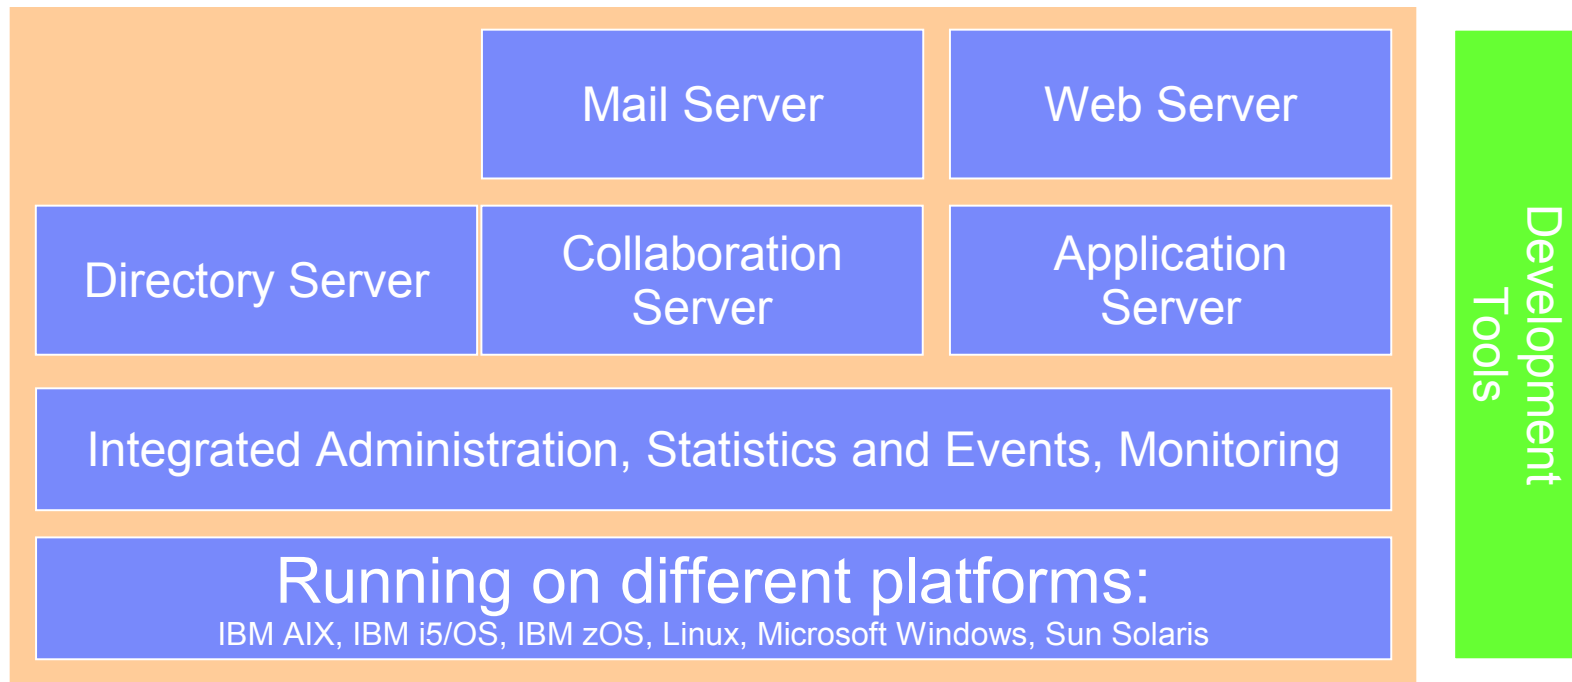 Mail Server
Web Server
Directory Server
Collaboration
Server
Application
Server
Integrated Administration, Statistics and Events, Monitoring
Running on different platforms:
IBM AIX, IBM i5/OS, IBM zOS, Linux, Microsoft Windows, Sun Solaris
Development
Tools